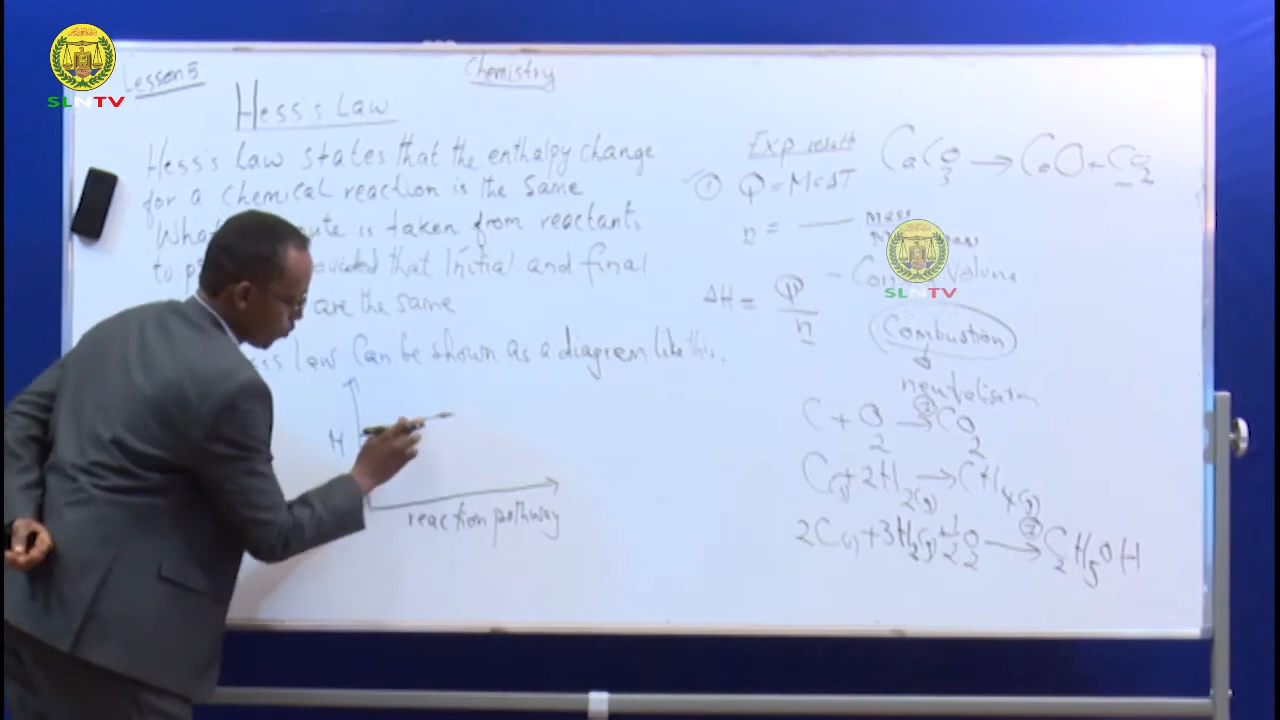 SLNTV
Lesson 5
Chemistry
Hess's Law
Hess's Law states that the enthalpy change
for a chemical reaction is the same
is taken from reactants
to that Initial and final
are the same
law can be shown as a diagram like this.
H
reaction pathway
Exp result
① Q = McΔT
n = mass
Volume
ΔH = Q/n
CaCO3 → CaO + CO2
SLNTV
Combustion
C + O2 → CO2
+ 2H2(g) → CH4(g)
2C(s) + 3H2(g) + 1/2 O2 → C2H5OH